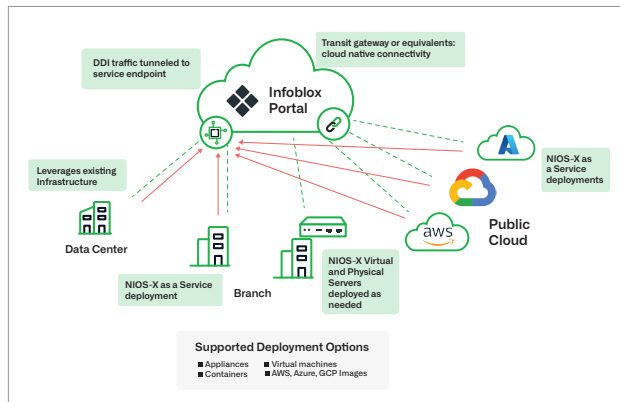 Transit gateway or equivalents:
cloud native connectivity
DDI traffic tunneled to
service endpoint
Infoblox
Portal
Leverages existing
Infrastructure
NIOS-X as
a Service
deployments
Data Center
aws
Public
Cloud
NIOS-X as a Service
deployment
Branch
NIOS-X Virtual
and Physical
Servers
deployed as
needed
Supported Deployment Options
■ Appliances
■ Virtual machines
■ Containers
■ AWS, Azure, GCP Images